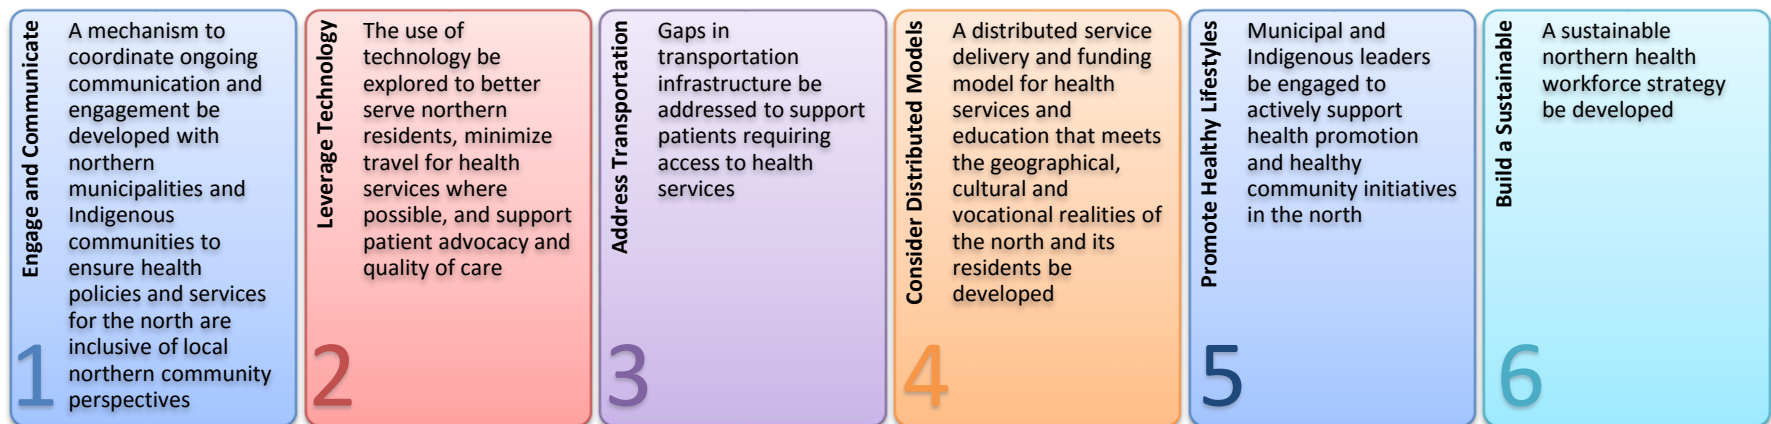 Engage and Communicate
A mechanism to
coordinate ongoing
communication and
engagement be
developed with
northern
municipalities and
Indigenous
communities to
ensure health
policies and services
for the north are
inclusive of local
northern community
perspectives
1
Leverage Technology
The use of
technology be
explored to better
serve northern
residents, minimize
travel for health
services where
possible, and support
patient advocacy and
quality of care
2
Address Transportation
Gaps in
transportation
infrastructure be
addressed to support
patients requiring
access to health
services
3
Consider Distributed Models
A distributed service
delivery and funding
model for health
services and
education that meets
the geographical,
cultural and
vocational realities of
the north and its
residents be
developed
4
Promote Healthy Lifestyles
Municipal and
Indigenous leaders
be engaged to
actively support
health promotion
and healthy
community initiatives
in the north
5
Build a Sustainable
A sustainable
northern health
workforce strategy
be developed
6